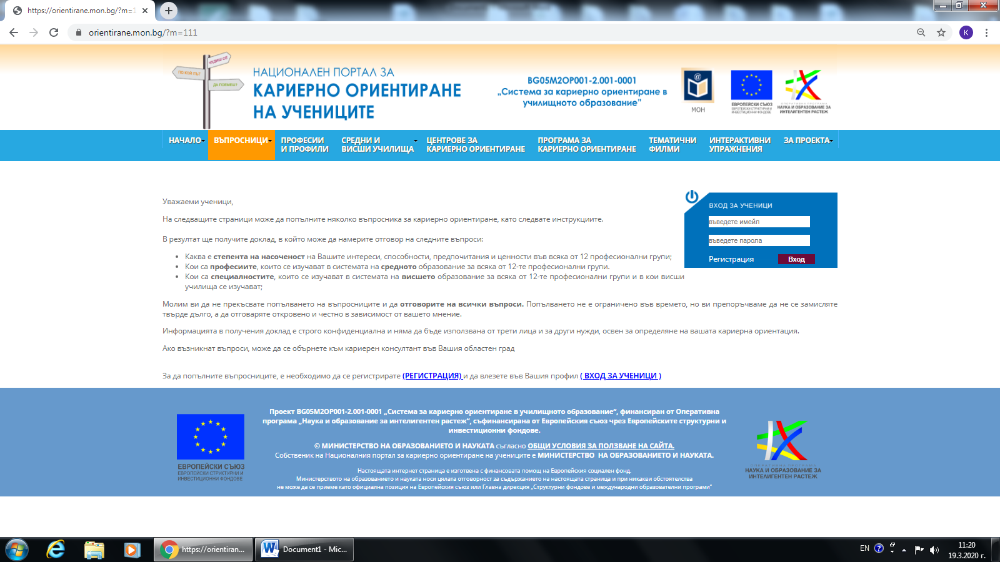 https://orientirane.mon.bg/?m=1
orientirane.mon.bg/?m=111
K
ЧУДИШ СЕ
ПО КОЙ ПЪТ
ДА ПОЕМЕШ?
НАЦИОНАЛЕН ПОРТАЛ ЗА
КАРИЕРНО ОРИЕНТИРАНЕ
НА УЧЕНИЦИТЕ
BG05M2OP001-2.001-0001
„Система за кариерно ориентиране в
училищното образование”
МОН
ЕВРОПЕЙСКИ СЪЮЗ
ЕВРОПЕЙСКИ СТРУКТУРНИ И
ИНВЕСТИЦИОННИ ФОНДОВЕ
ОПЕРАТИВНА ПРОГРАМА
НАУКА И ОБРАЗОВАНИЕ ЗА
ИНТЕЛИГЕНТЕН РАСТЕЖ
НАЧАЛО
ВЪПРОСНИЦИ
ПРОФЕСИИ
И ПРОФИЛИ
СРЕДНИ И
ВИСШИ УЧИЛИЩА
ЦЕНТРОВЕ ЗА
КАРИЕРНО ОРИЕНТИРАНЕ
ПРОГРАМА ЗА
КАРИЕРНО ОРИЕНТИРАНЕ
ТЕМАТИЧНИ
ФИЛМИ
ИНТЕРАКТИВНИ
УПРАЖНЕНИЯ
ЗА ПРОЕКТА
Уважаеми ученици,
На следващите страници може да попълните няколко въпросника за кариерно ориентиране, като следвате инструкциите.
В резултат ще получите доклад, в който може да намерите отговор на следните въпроси:
• Каква е степента на насоченост на Вашите интереси, способности, предпочитания и ценности във всяка от 12 професионални групи;
• Кои са професиите, които се изучават в системата на средното образование за всяка от 12-те професионални групи.
• Кои са специалностите, които се изучават в системата на висшето образование за всяка от 12-те професионални групи и в кои висши
училища се изучават;
ВХОД ЗА УЧЕНИЦИ
въведете имейл
въведете парола
Регистрация
Вход
Молим ви да не прекъсвате попълването на въпросниците и да отговорите на всички въпроси. Попълването не е ограничено във времето, но ви препоръчваме да не се замисляте
твърде дълго, а да отговаряте откровено и честно в зависимост от вашето мнение.
Информацията в получения доклад е строго конфиденциална и няма да бъде използвана от трети лица и за други нужди, освен за определяне на вашата кариерна ориентация.
Ако възникнат въпроси, може да се обърнете към кариерен консултант във Вашия областен град
За да попълните въпросниците, е необходимо да се регистрирате (РЕГИСТРАЦИЯ) и да влезете във Вашия профил ( ВХОД ЗА УЧЕНИЦИ )
ЕВРОПЕЙСКИ СЪЮЗ
ЕВРОПЕЙСКИ СТРУКТУРНИ И
ИНВЕСТИЦИОННИ ФОНДОВЕ
Проект BG05M2OP001-2.001-0001 „Система за кариерно ориентиране в училищното образование“, финансиран от Оперативна
програма „Наука и образование за интелигентен растеж“, съфинансирана от Европейския съюз чрез Европейските структурни и
инвестиционни фондове.
© МИНИСТЕРСТВО НА ОБРАЗОВАНИЕТО И НАУКАТА съгласно ОБЩИ УСЛОВИЯ ЗА ПОЛЗВАНЕ НА САЙТА.
Собственик на Националния портал за кариерно ориентиране на учениците е МИНИСТЕРСТВО НА ОБРАЗОВАНИЕТО И НАУКАТА.
Настоящата интернет страница е изготвена с финансовата помощ на Европейския социален фонд.
Министерството на образованието и науката носи цялата отговорност за съдържанието на настоящата страница и при никакви обстоятелства
не може да се приеме като официална позиция на Европейския съюз или Главна дирекция „Структурни фондове и международни образователни програми”
ОПЕРАТИВНА ПРОГРАМА
НАУКА И ОБРАЗОВАНИЕ ЗА
ИНТЕЛИГЕНТЕН РАСТЕЖ
https://orientiran...
Document1 - Mic...
EN
11:20
19.3.2020 г.